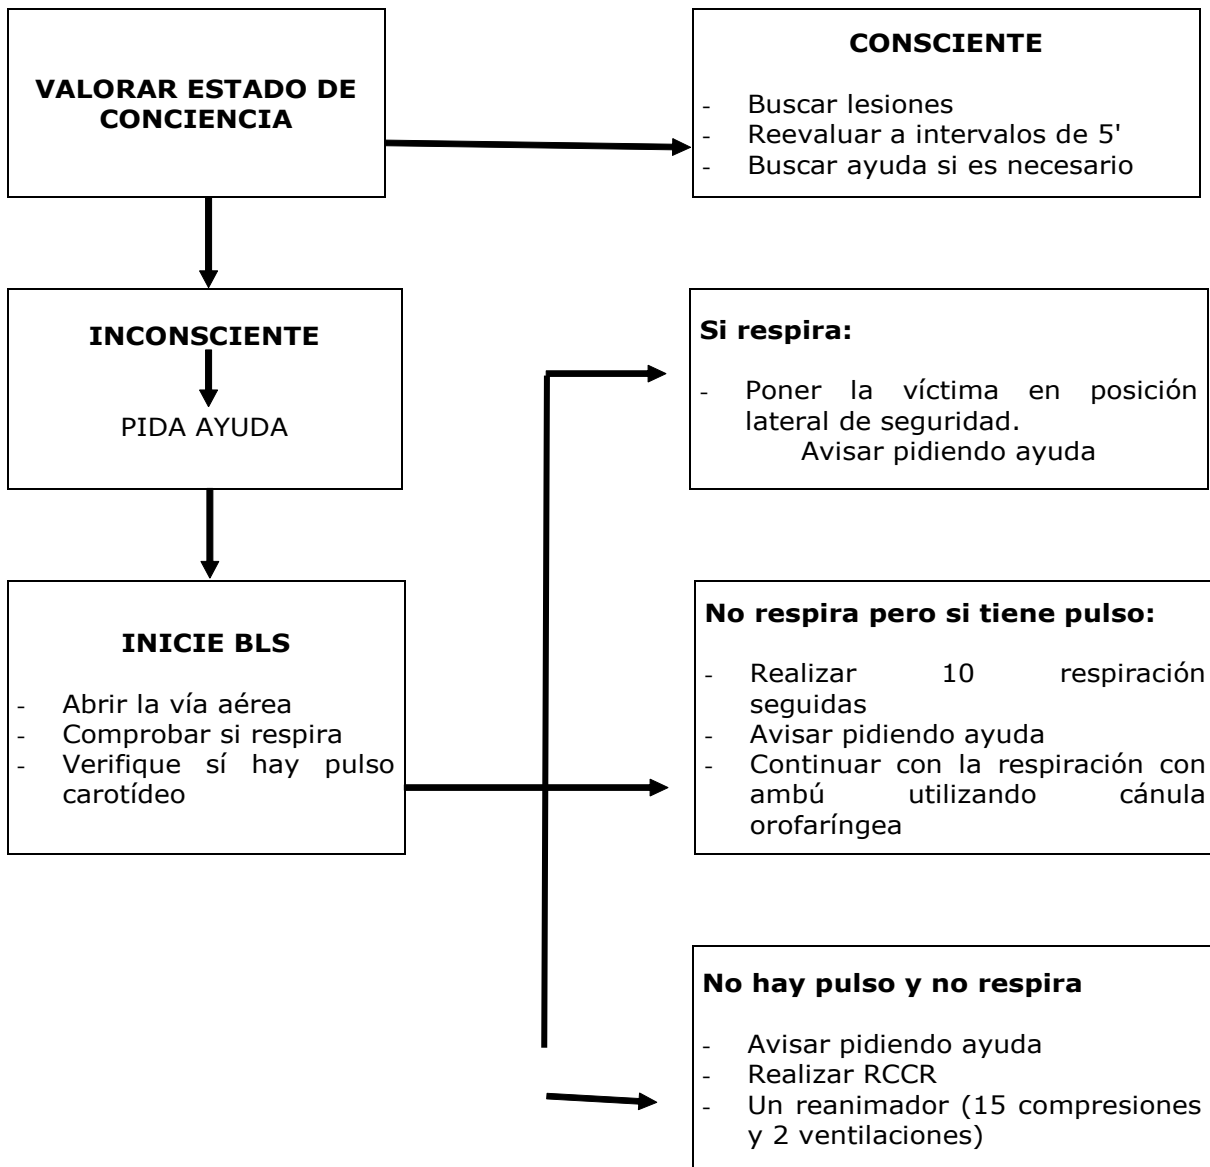 VALORAR ESTADO DE
CONCIENCIA
CONSCIENTE
- Buscar lesiones
- Reevaluar a intervalos de 5'
- Buscar ayuda si es necesario
INCONSCIENTE
PIDA AYUDA
Si respira:
- Poner la víctima en posición
lateral de seguridad.
Avisar pidiendo ayuda
INICIE BLS
- Abrir la vía aérea
- Comprobar si respira
- Verifique sí hay pulso
carotídeo
No respira pero si tiene pulso:
- Realizar 10 respiración
seguidas
- Avisar pidiendo ayuda
- Continuar con la respiración con
ambú utilizando cánula
orofaríngea
No hay pulso y no respira
- Avisar pidiendo ayuda
- Realizar RCCR
- Un reanimador (15 compresiones
y 2 ventilaciones)